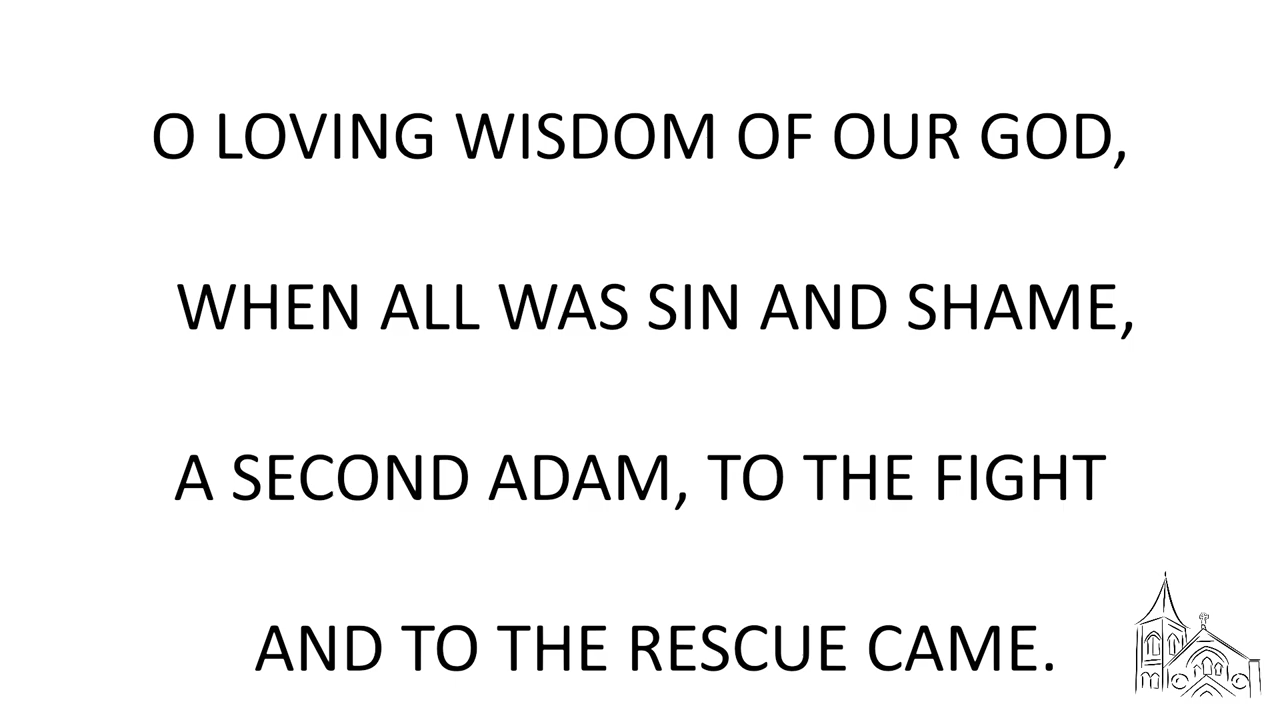 O LOVING WISDOM OF OUR GOD,
WHEN ALL WAS SIN AND SHAME,
A SECOND ADAM, TO THE FIGHT
AND TO THE RESCUE CAME.